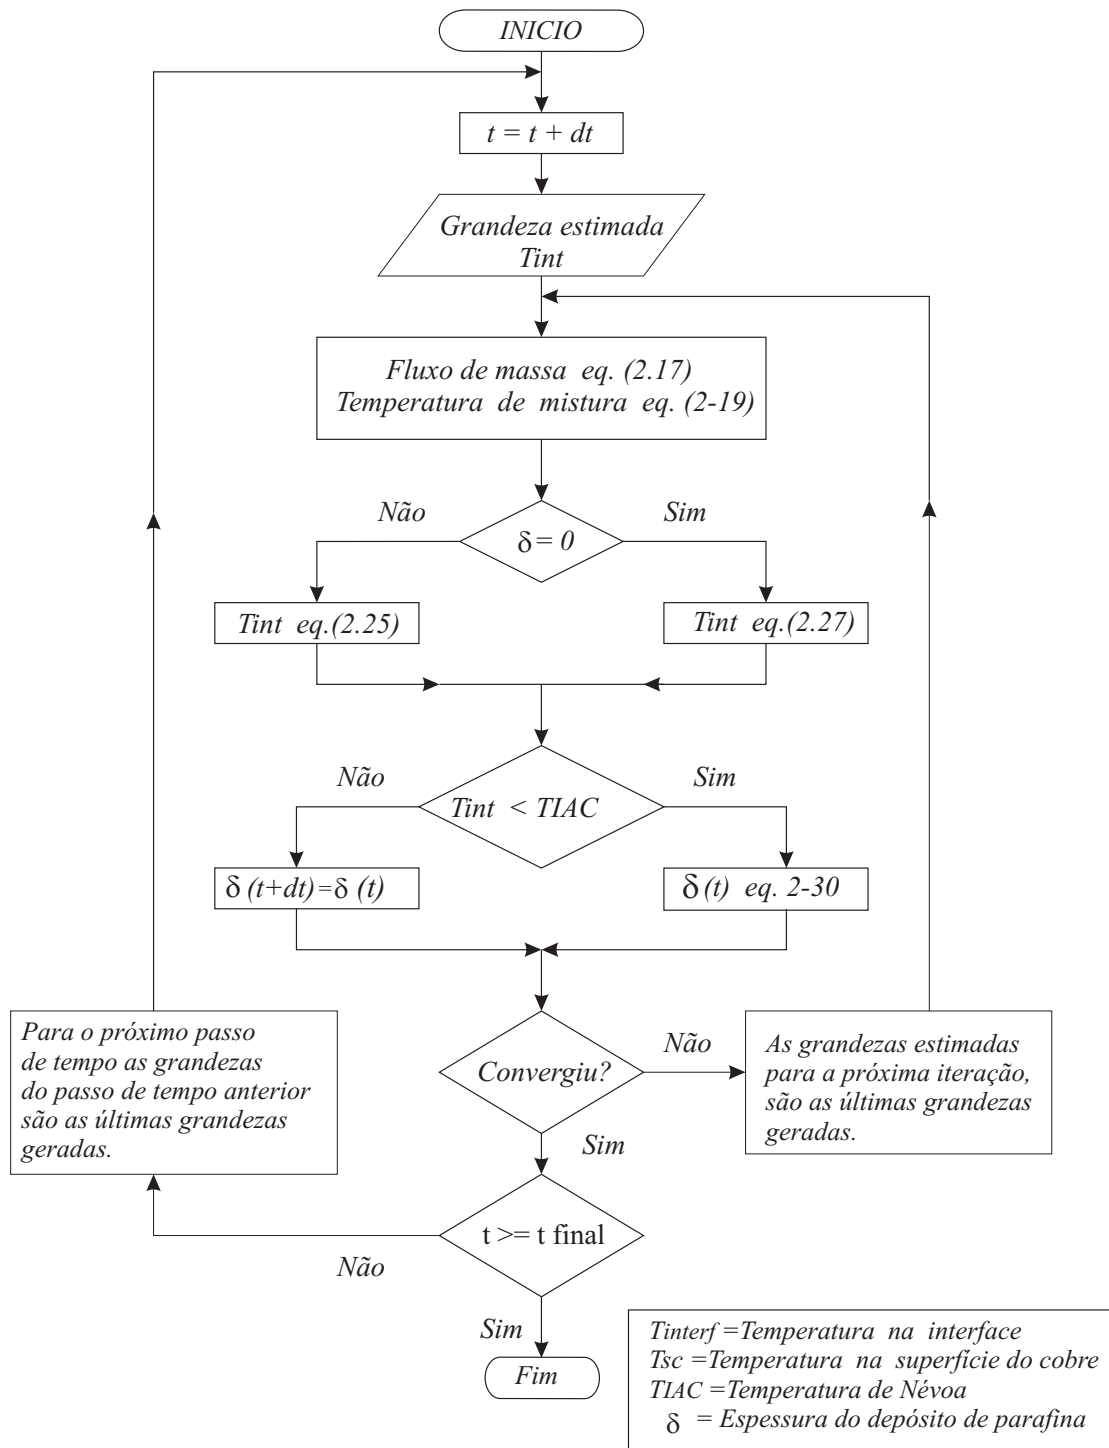 INICIO
t = t + dt
Grandeza estimada
Tint
Fluxo de massa eq. (2.17)
Temperatura de mistura eq. (2-19)
Não
Sim
δ = 0
Tint eq.(2.25)
Tint eq.(2.27)
Não
Sim
Tint < TIAC
δ (t+dt)=δ (t)
δ (t) eq. 2-30
Para o próximo passo
de tempo as grandezas
do passo de tempo anterior
são as últimas grandezas
geradas.
Convergiu?
Não
As grandezas estimadas
para a próxima iteração,
são as últimas grandezas
geradas.
Sim
t >= t final
Não
Sim
Fim
Tinterf =Temperatura na interface
Tsc =Temperatura na superfície do cobre
TIAC =Temperatura de Névoa
δ = Espessura do depósito de parafina